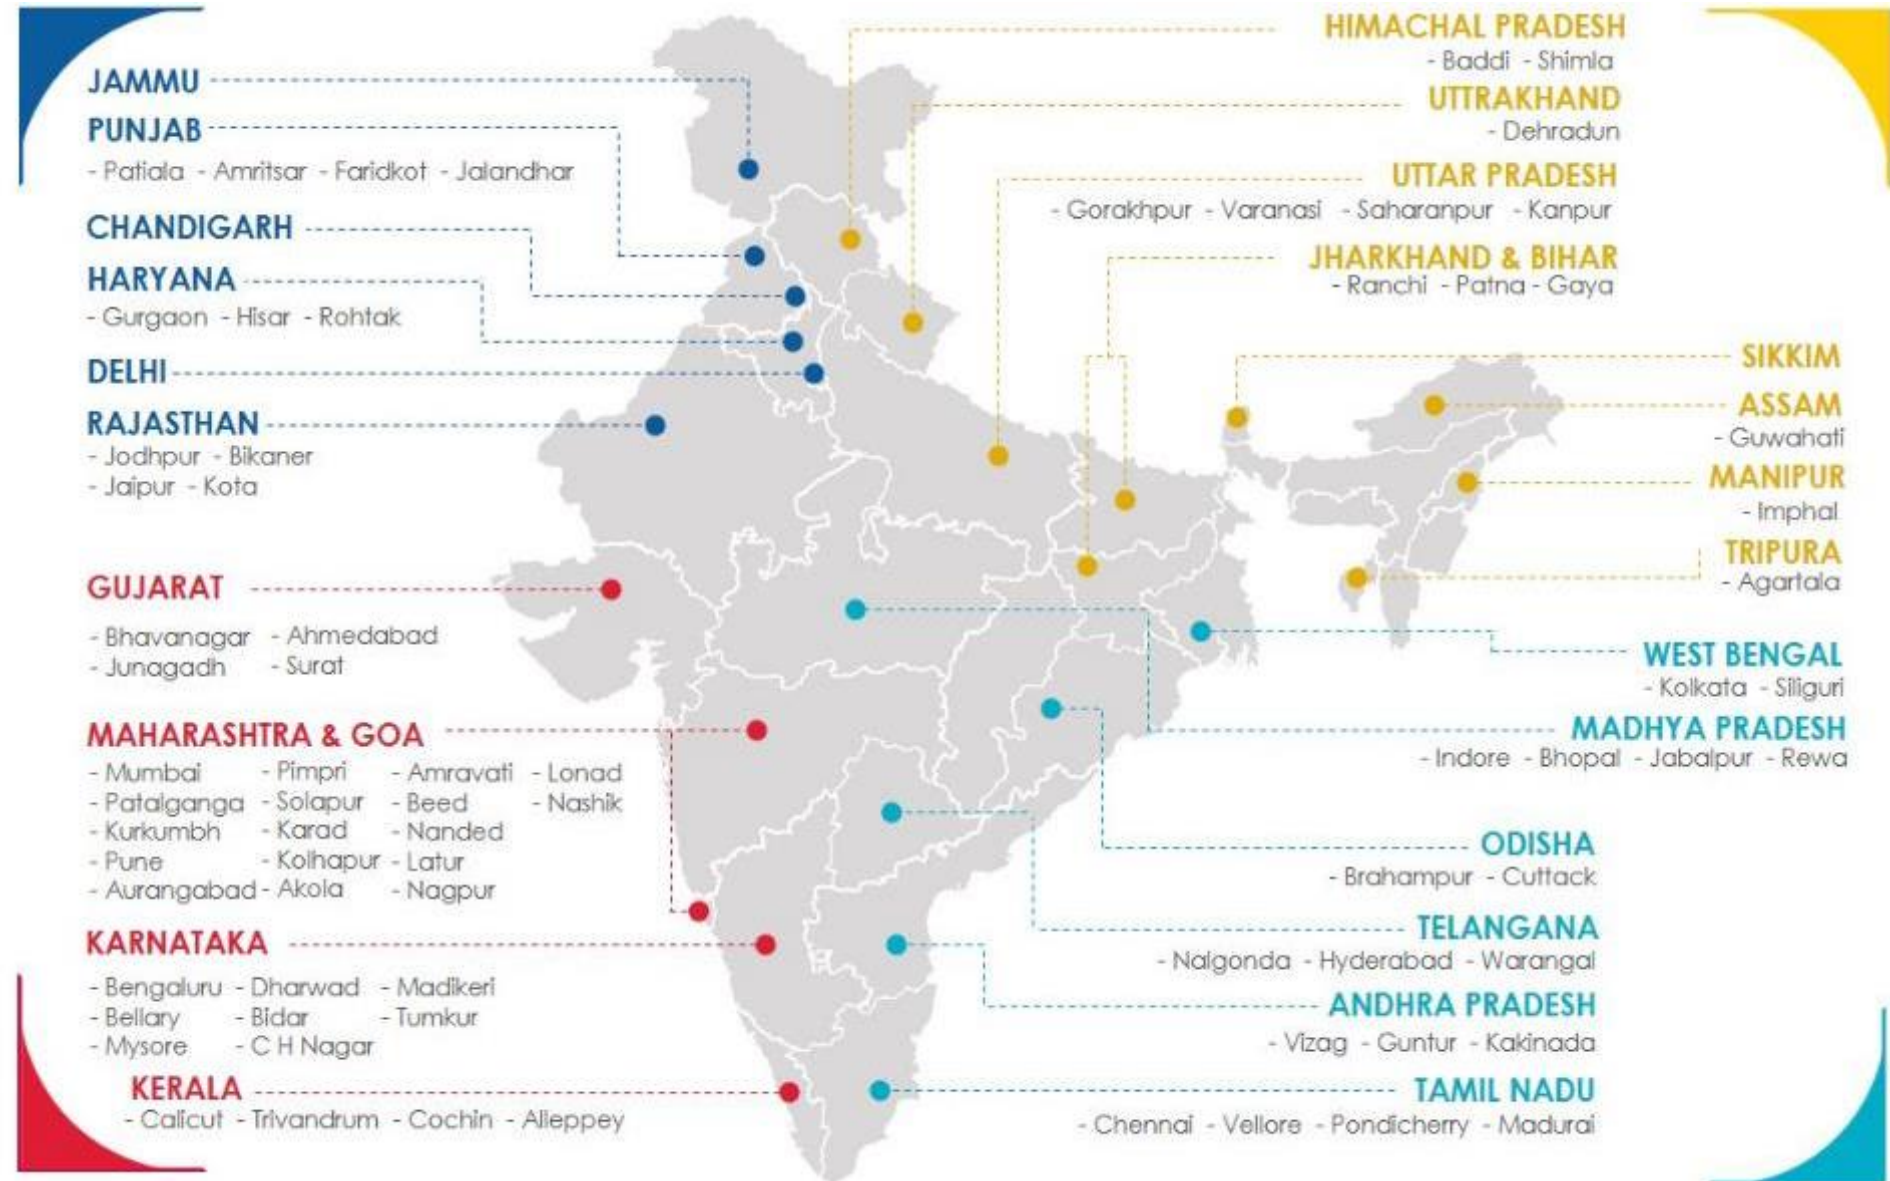 JAMMU
PUNJAB
- Patiala - Amritsar - Faridkot - Jalandhar
CHANDIGARH
HARYANA
- Gurgaon - Hisar - Rohtak
DELHI
RAJASTHAN
- Jodhpur - Bikaner
- Jaipur - Kota
GUJARAT
- Bhavanagar - Ahmedabad
- Junagadh - Surat
MAHARASHTRA & GOA
- Mumbai - Pimpri - Amravati - Lonad
- Patalganga - Solapur - Beed - Nashik
- Kurkumbh - Karad - Nanded
- Pune - Kolhapur - Latur
- Aurangabad - Akola - Nagpur
KARNATAKA
- Bengaluru - Dharwad - Madikeri
- Bellary - Bidar - Tumkur
- Mysore - C H Nagar
KERALA
- Calicut - Trivandrum - Cochin - Alleppey
HIMACHAL PRADESH
- Baddi - Shimla
UTTRAKHAND
- Dehradun
UTTAR PRADESH
- Gorakhpur - Varanasi - Saharanpur - Kanpur
JHARKHAND & BIHAR
- Ranchi - Patna - Gaya
SIKKIM
ASSAM
- Guwahati
MANIPUR
- Imphal
TRIPURA
- Agartala
WEST BENGAL
- Kolkata - Siliguri
MADHYA PRADESH
- Indore - Bhopal - Jabalpur - Rewa
ODISHA
- Brahampur - Cuttack
TELANGANA
- Nalgonda - Hyderabad - Warangal
ANDHRA PRADESH
- Vizag - Guntur - Kakinada
TAMIL NADU
- Chennai - Vellore - Pondicherry - Madurai